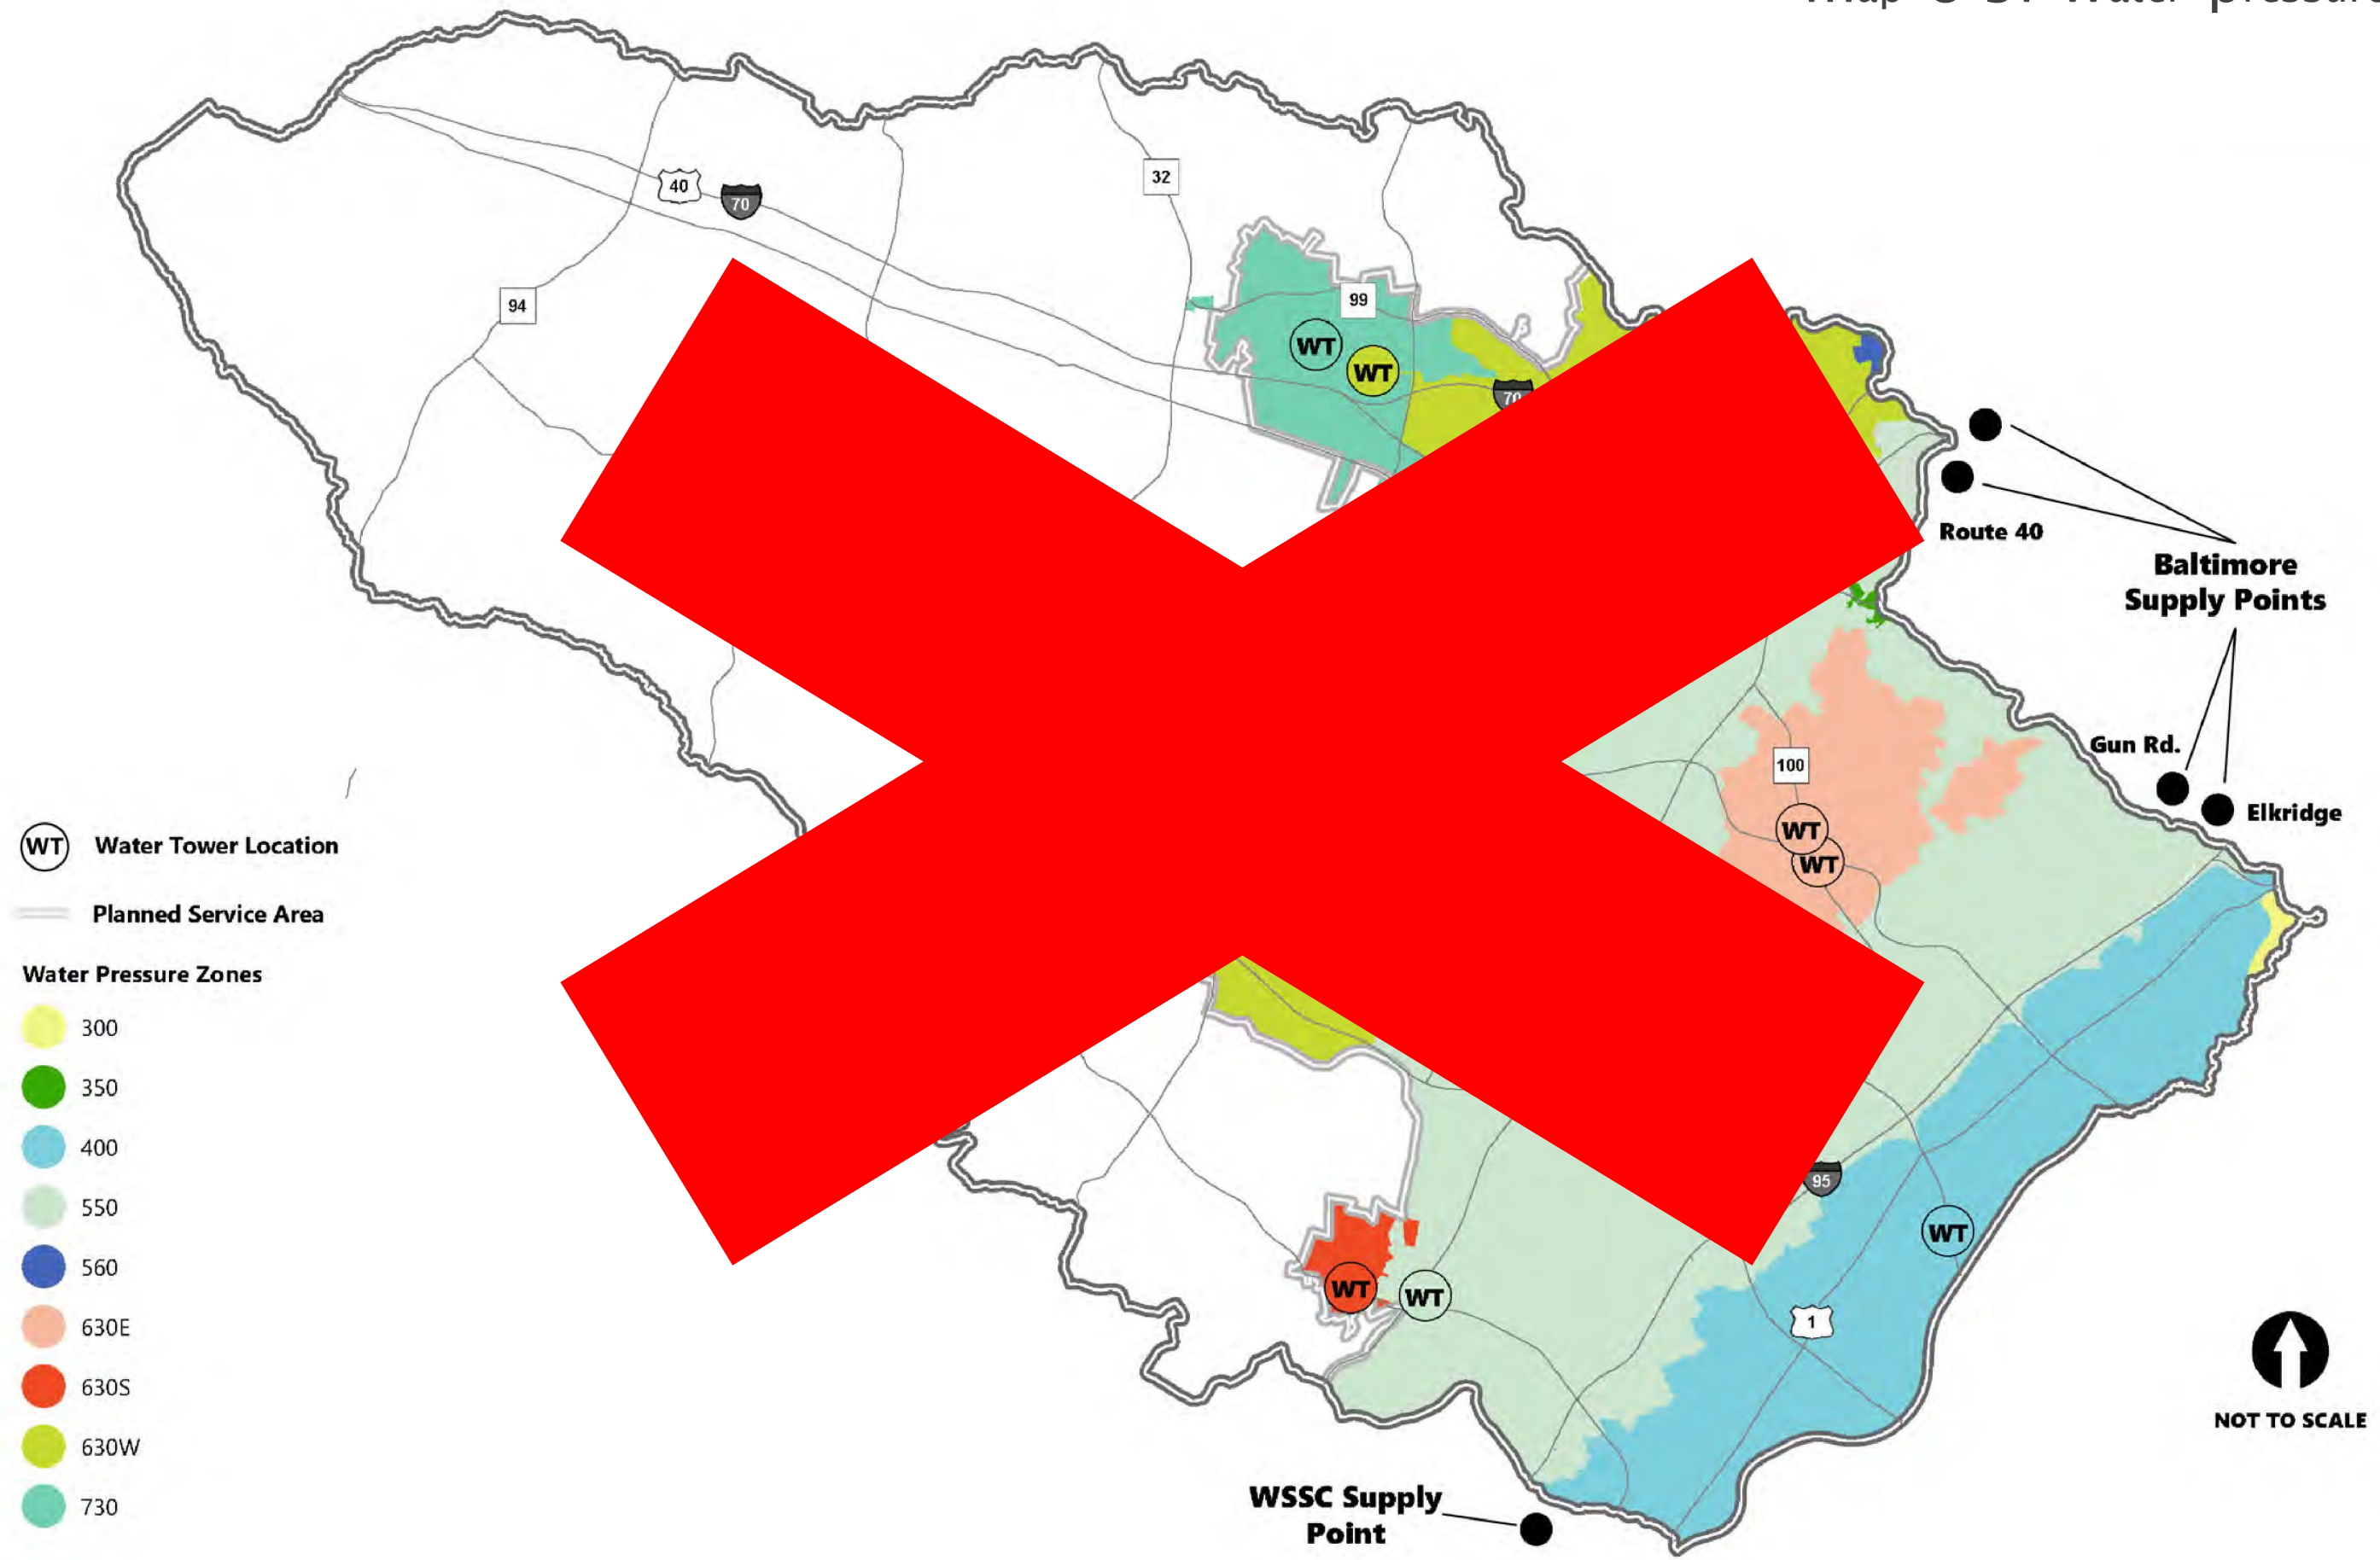 40
70
32
94
99
WT
WT
70
Route 40
Baltimore
Supply Points
Gun Rd.
Elkridge
100
WT
WT
WT Water Tower Location
Planned Service Area
Water Pressure Zones
300
350
400
550
560
630E
630S
630W
730
95
WT
WT
WT
1
NOT TO SCALE
WSSC Supply
Point